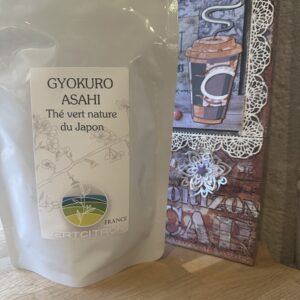 GYOKURO
ASAHI
Thé vert nature
du Japon
FRANCE
VERTCITRON